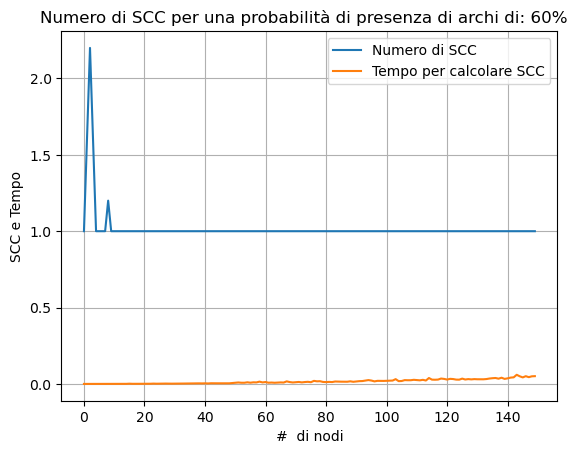 Numero di SCC per una probabilità di presenza di archi di: 60%
Numero di SCC
Tempo per calcolare SCC
SCC e Tempo
2.0
1.5
1.0
0.5
0.0
0 20 40 60 80 100 120 140
#  di nodi